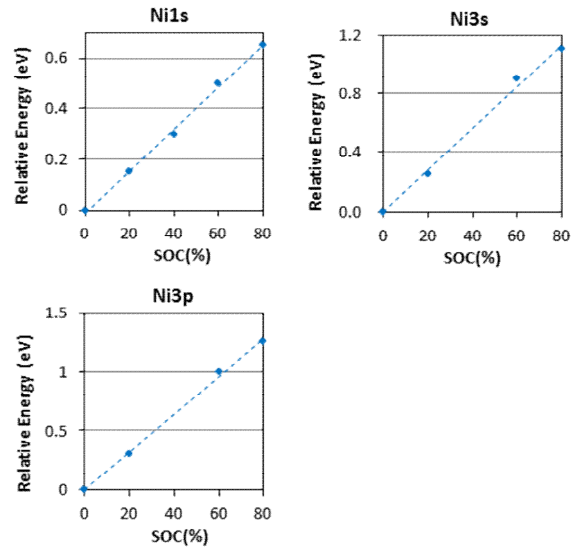 Ni1s
Relative Energy (eV)
0.6
0.4
0.2
0
0 20 40 60 80
SOC(%)
Ni3s
Relative Energy (eV)
1.2
0.8
0.4
0.0
0 20 40 60 80
SOC(%)
Ni3p
Relative Energy (eV)
1.5
1
0.5
0
0 20 40 60 80
SOC(%)